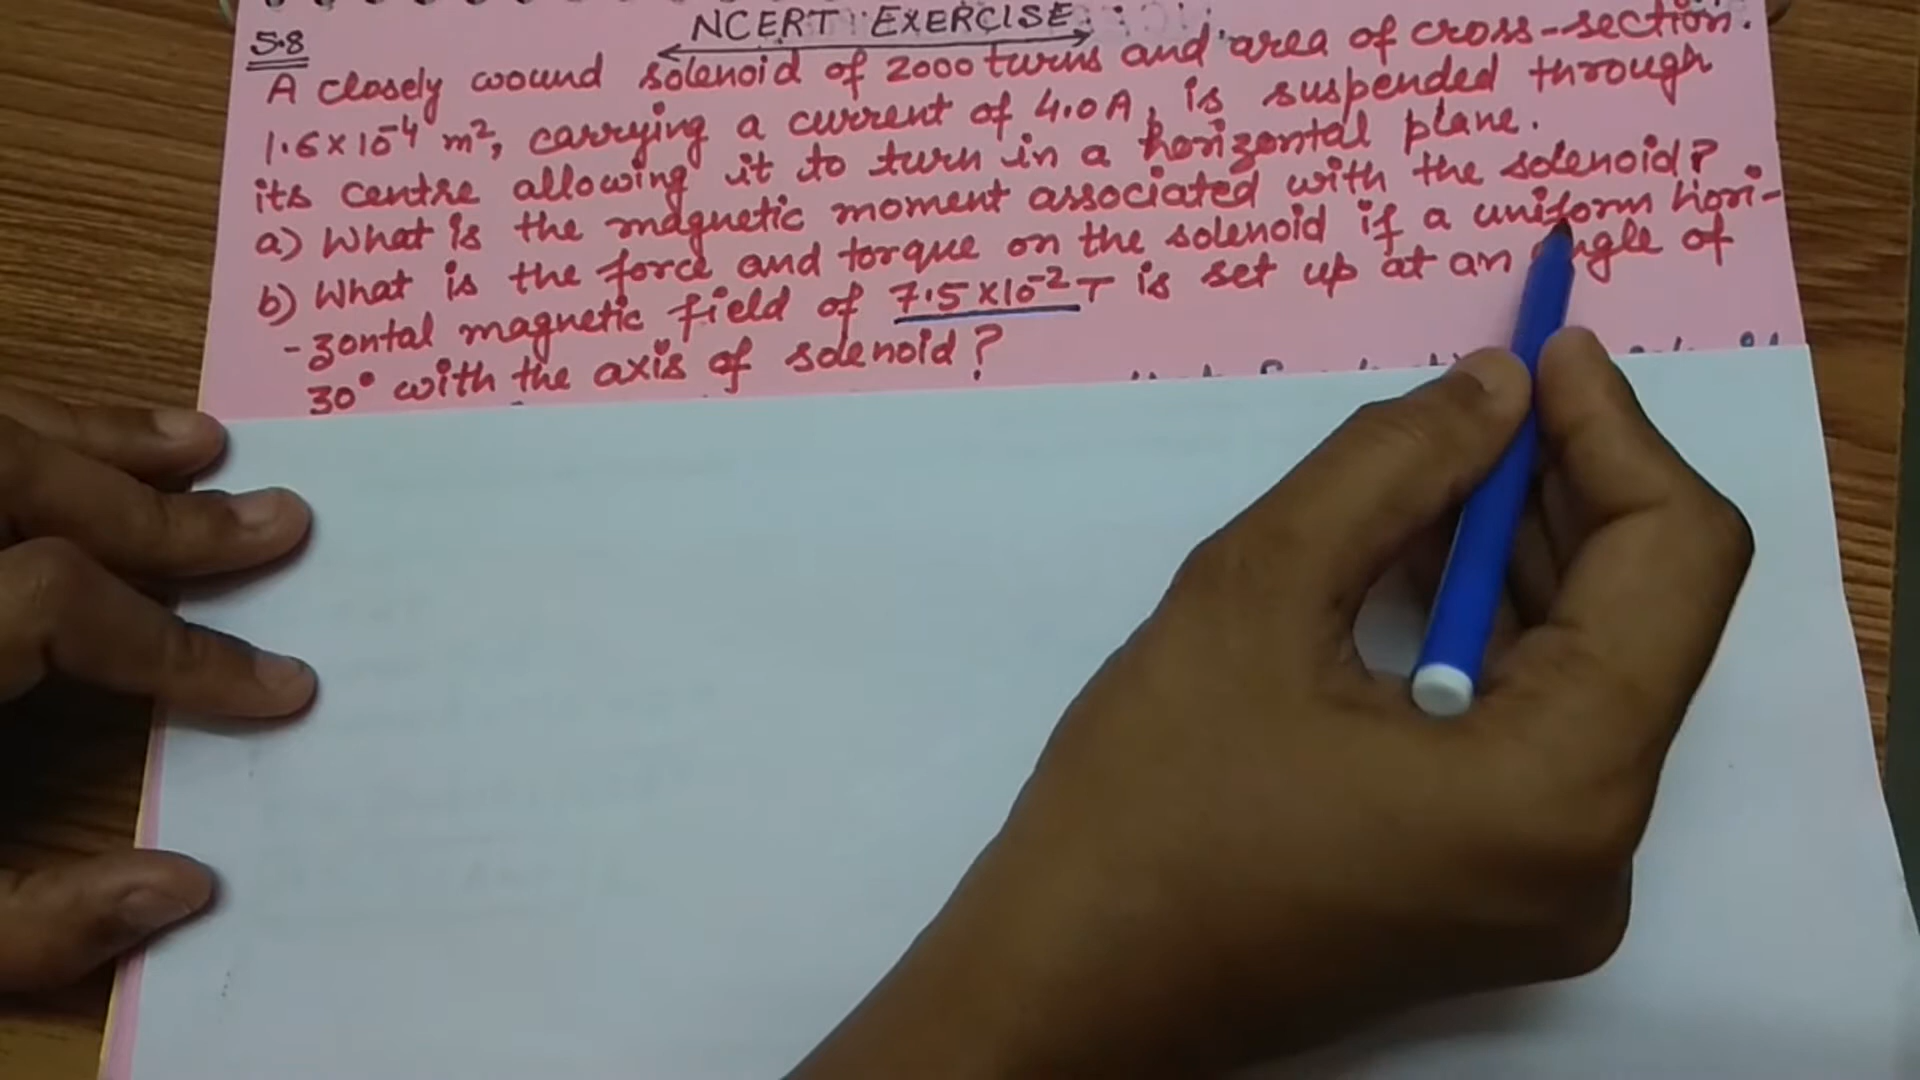 NCERT EXERCISE
5.8
A closely wound solenoid of 2000 turns and area of cross-section
1.6×10⁻⁴ m², carrying a current of 4.0A, is suspended through
its centre allowing it to turn in a horizontal plane.
a) What is the magnetic moment associated with the solenoid?
b) What is the force and torque on the solenoid if a uniform hori-
-zontal magnetic field of 7.5×10⁻² T is set up at an angle of
30° with the axis of solenoid?